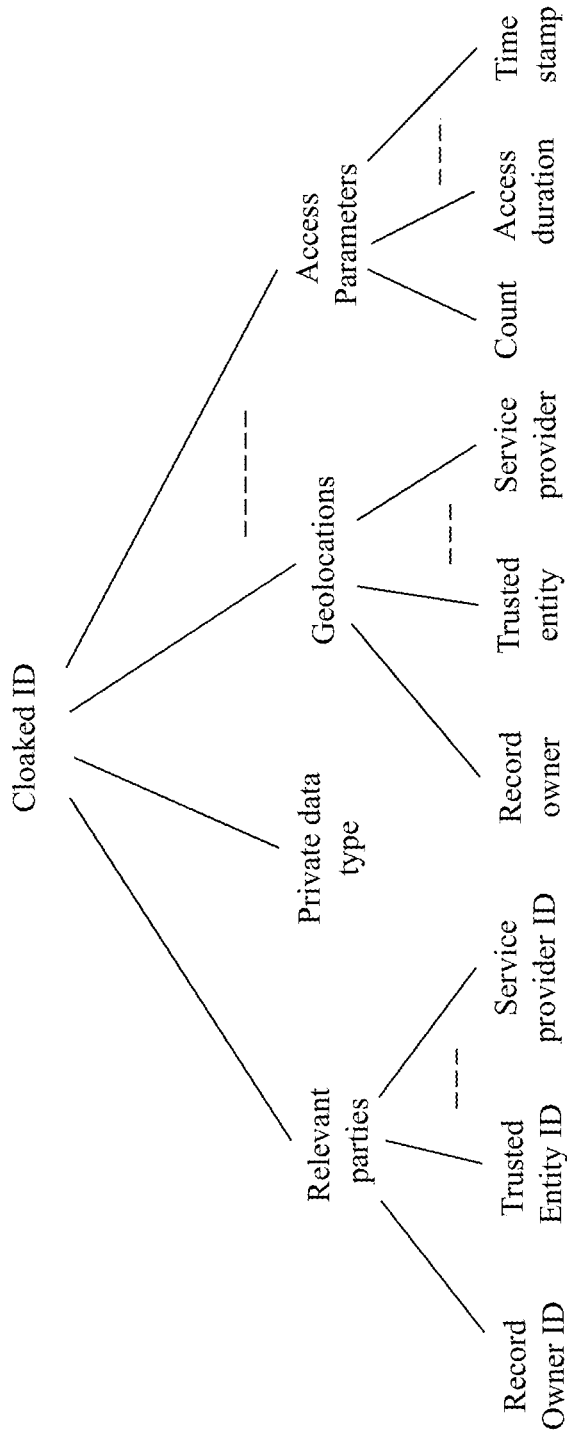 Cloaked ID
Relevant
parties
Private data
type
Geolocations
Access
Parameters
Record
Owner ID
Trusted
Entity ID
Service
provider ID
Record
owner
Trusted
entity
Service
provider
Count
Access
duration
Time
stamp